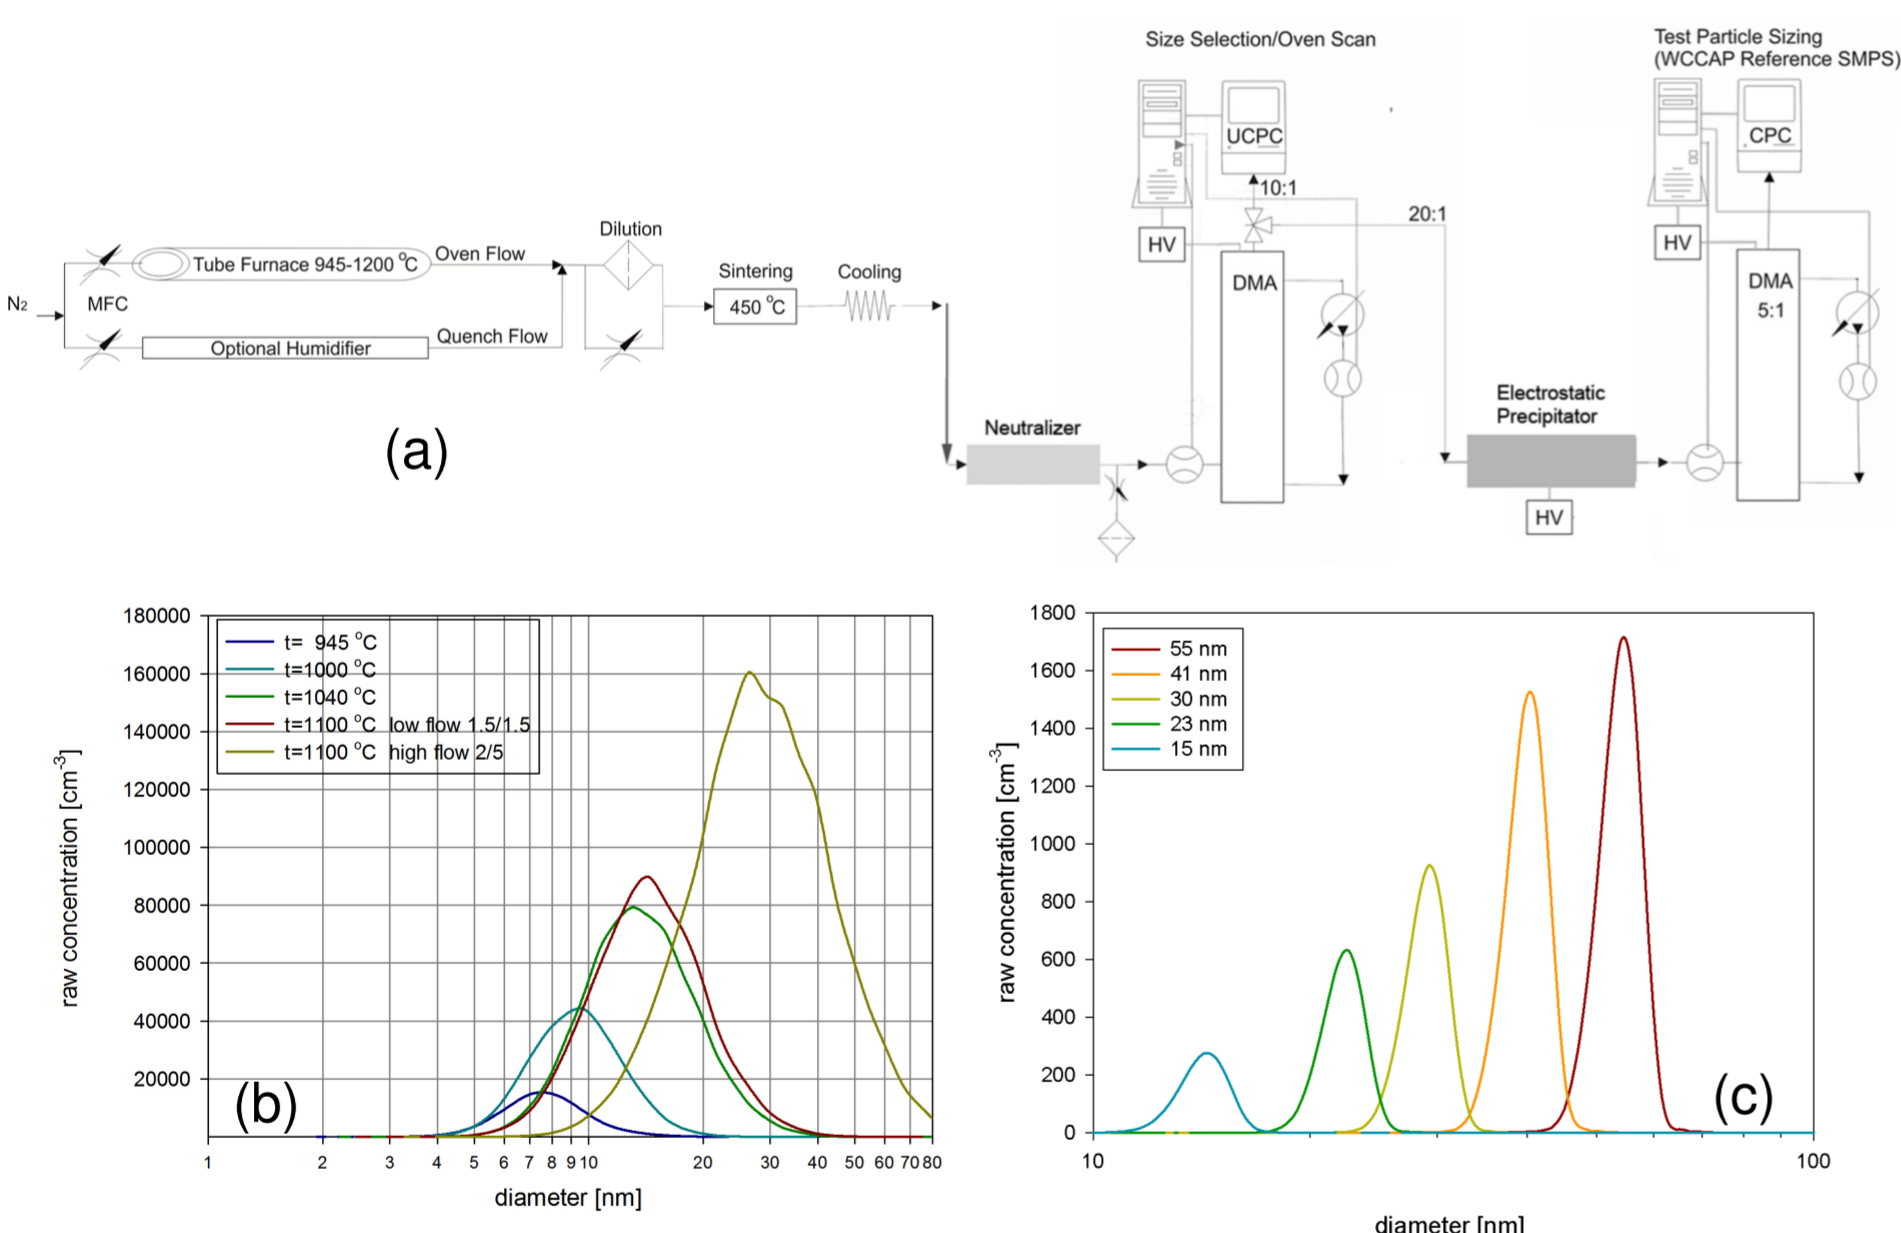 Size Selection/Oven Scan
Test Particle Sizing
(WCCAP Reference SMPS)
UCPC
CPC
10:1
20:1
HV
HV
DMA
DMA
5:1
Dilution
N2
MFC
Tube Furnace 945-1200 °C
Oven Flow
Optional Humidifier
Quench Flow
Sintering
450 °C
Cooling
Neutralizer
Electrostatic
Precipitator
HV
(a)
180000
160000
140000
120000
100000
80000
60000
40000
20000
raw concentration [cm-3]
t= 945 °C
t=1000 °C
t=1040 °C
t=1100 °C low flow 1.5/1.5
t=1100 °C high flow 2/5
(b)
1 2 3 4 5 6 7 8 9 10 20 30 40 50 60 70 80
diameter [nm]
1800
1600
1400
1200
1000
800
600
400
200
0
raw concentration [cm-3]
55 nm
41 nm
30 nm
23 nm
15 nm
(c)
10 100
diameter [nm]